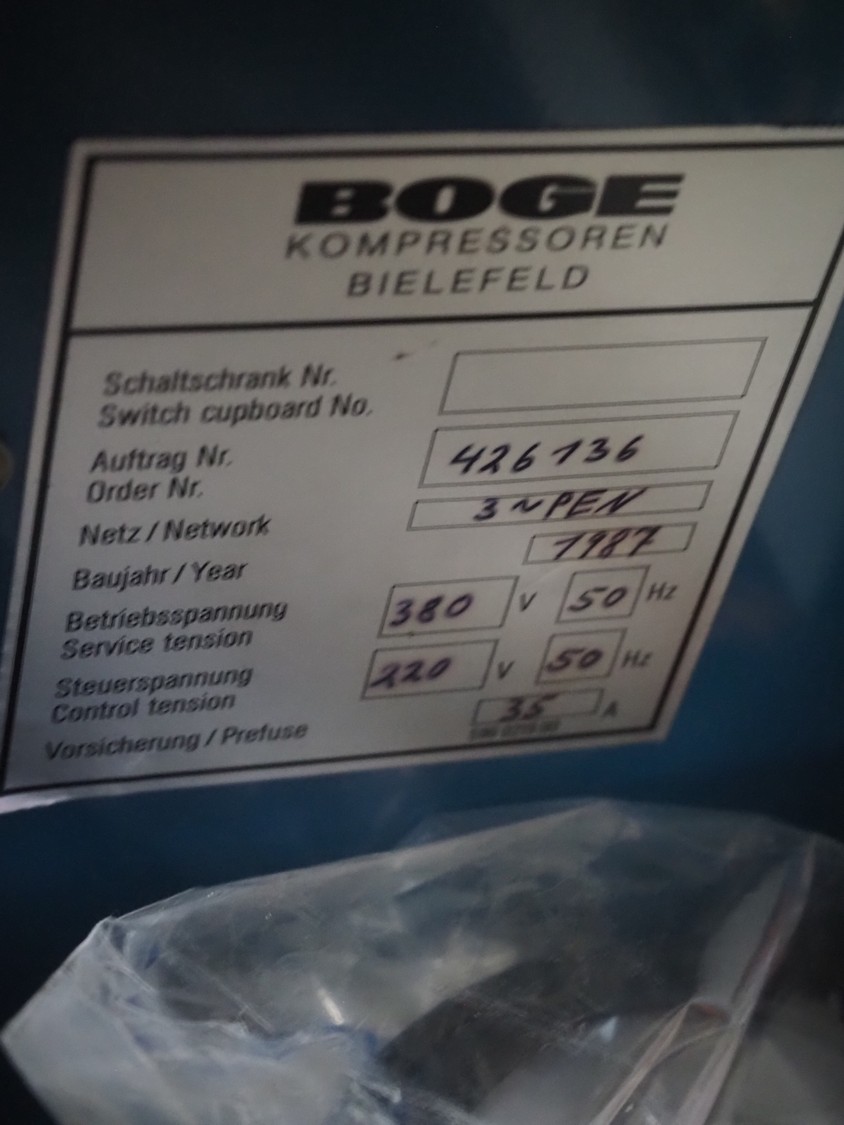 BOGE
KOMPRESSOREN
BIELEFELD
Schaltschrank Nr.
Switch cupboard No.
Auftrag Nr. 426136
Order Nr.
Netz / Network 3 ~ PEN
Baujahr / Year 1987
Betriebsspannung 380 V 50 Hz
Service tension
Steuerspannung 220 V 50 Hz
Control tension
Vorsicherung / Prefuse 35 A